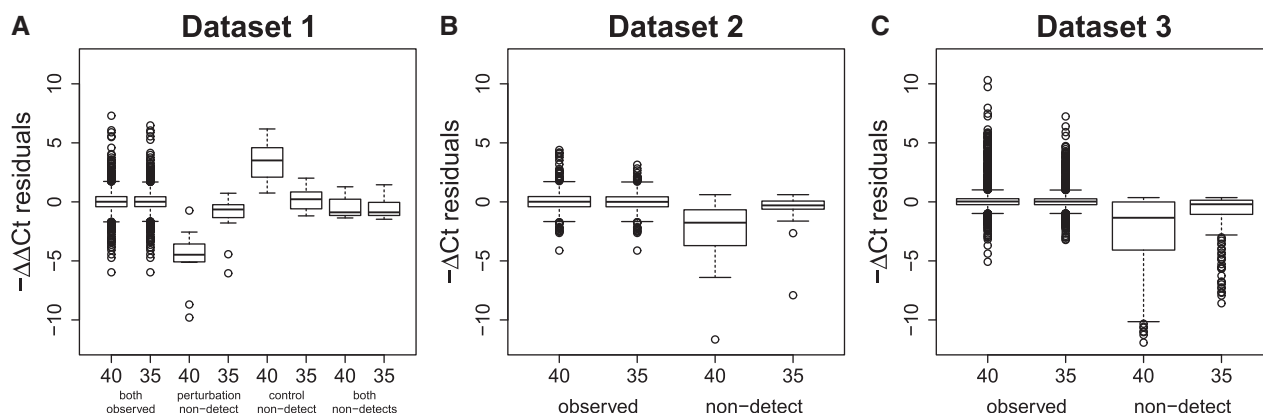 A
Dataset 1
−ΔΔCt residuals
10
5
0
−5
−10
40 35 40 35 40 35 40 35
both observed
perturbation non−detect
control non−detect
both non−detects
B
Dataset 2
−ΔCt residuals
10
5
0
−5
−10
40 35 40 35
observed non−detect
C
Dataset 3
−ΔCt residuals
10
5
0
−5
−10
40 35 40 35
observed non−detect